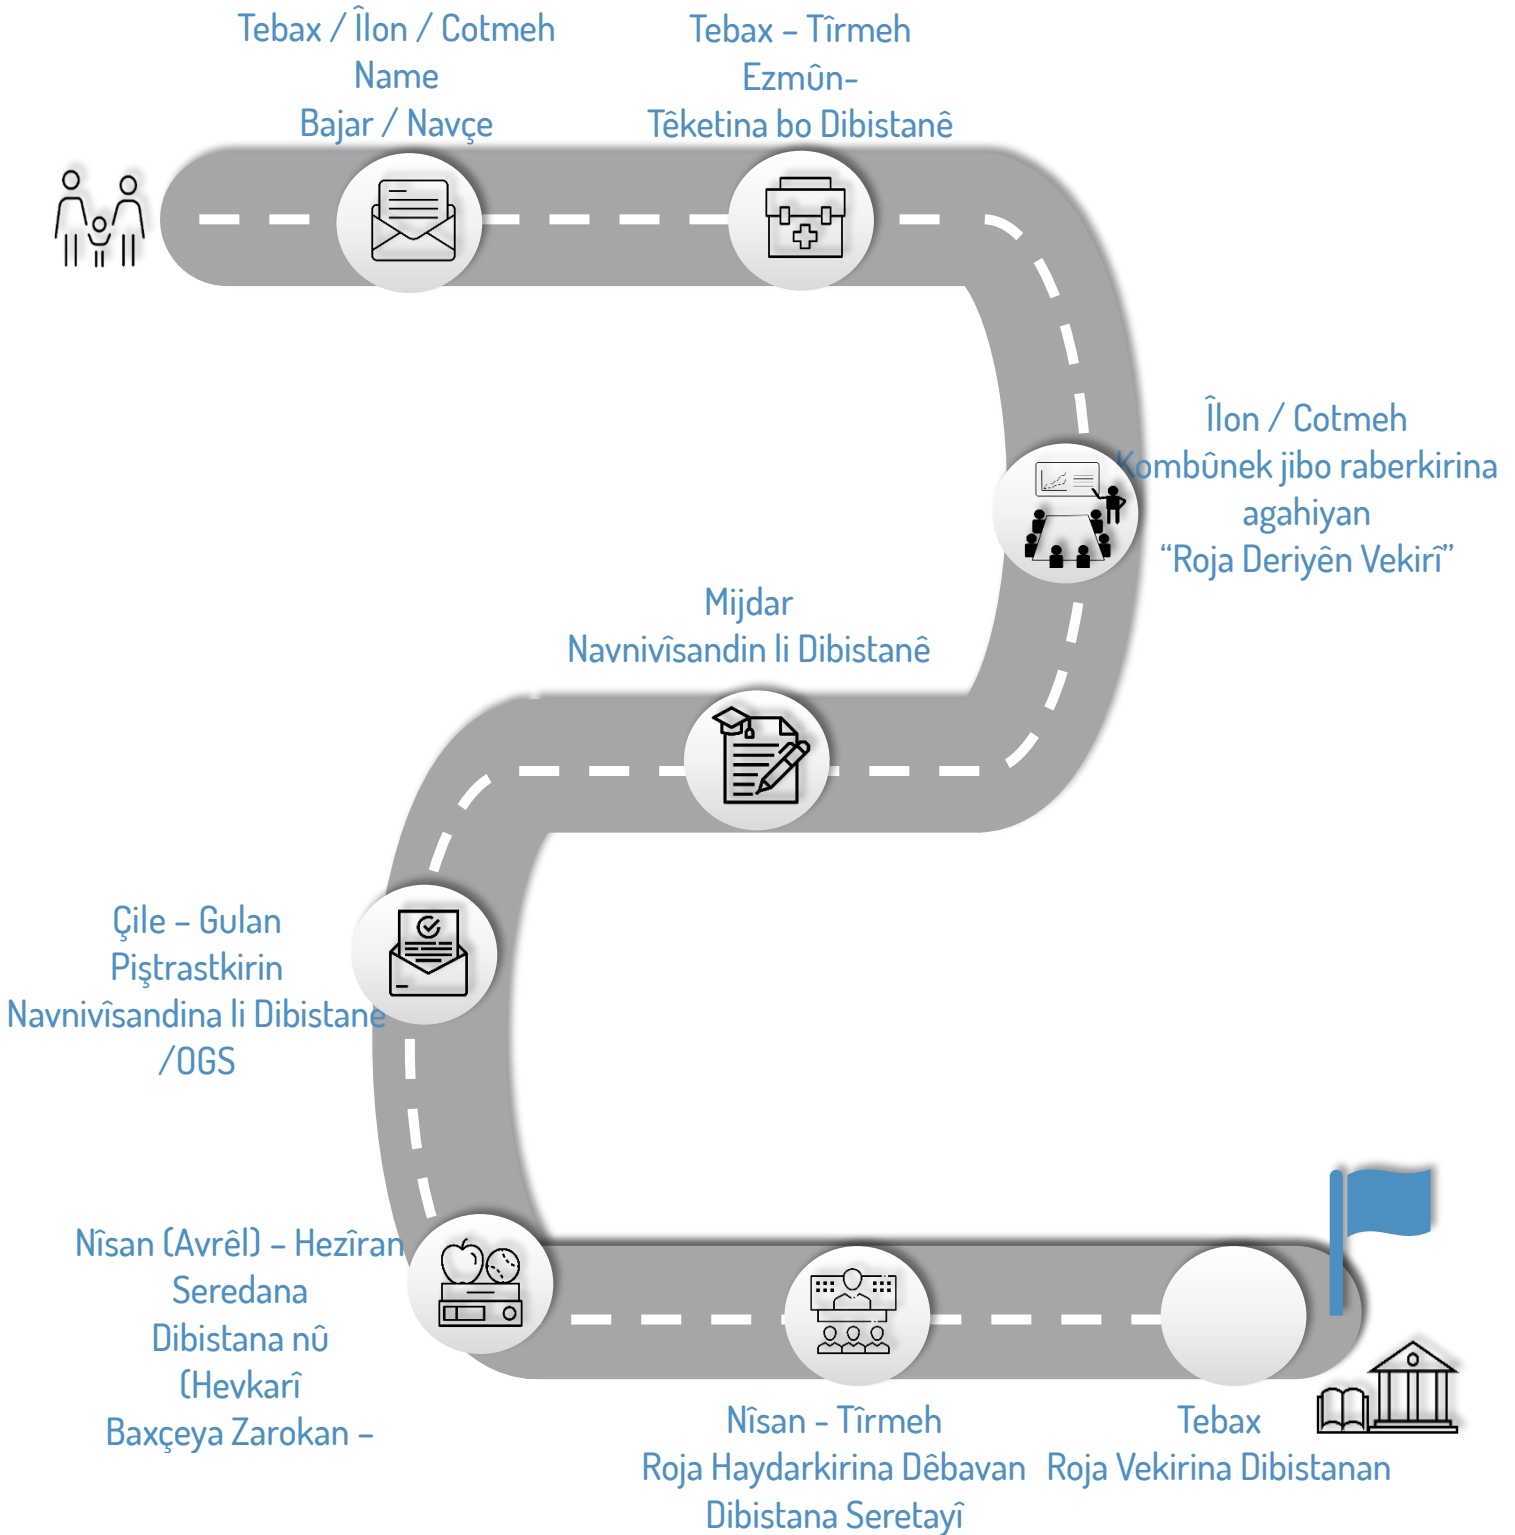 Tebax / Îlon / Cotmeh
Name
Bajar / Navçe
Tebax – Tîrmeh
Ezmûn-
Têketina bo Dibistanê
Îlon / Cotmeh
Kombûnek jibo raberkirina
agahiyan
“Roja Deriyên Vekirî”
Mijdar
Navnivîsandin li Dibistanê
Çile – Gulan
Piştrastkirin
Navnivîsandina li Dibistanê
/OGS
Nîsan (Avrêl) – Hezîran
Seredana
Dibistana nû
(Hevkarî
Baxçeya Zarokan –
Nîsan - Tîrmeh
Roja Haydarkirina Dêbavan
Dibistana Seretayî
Tebax
Roja Vekirina Dibistanan